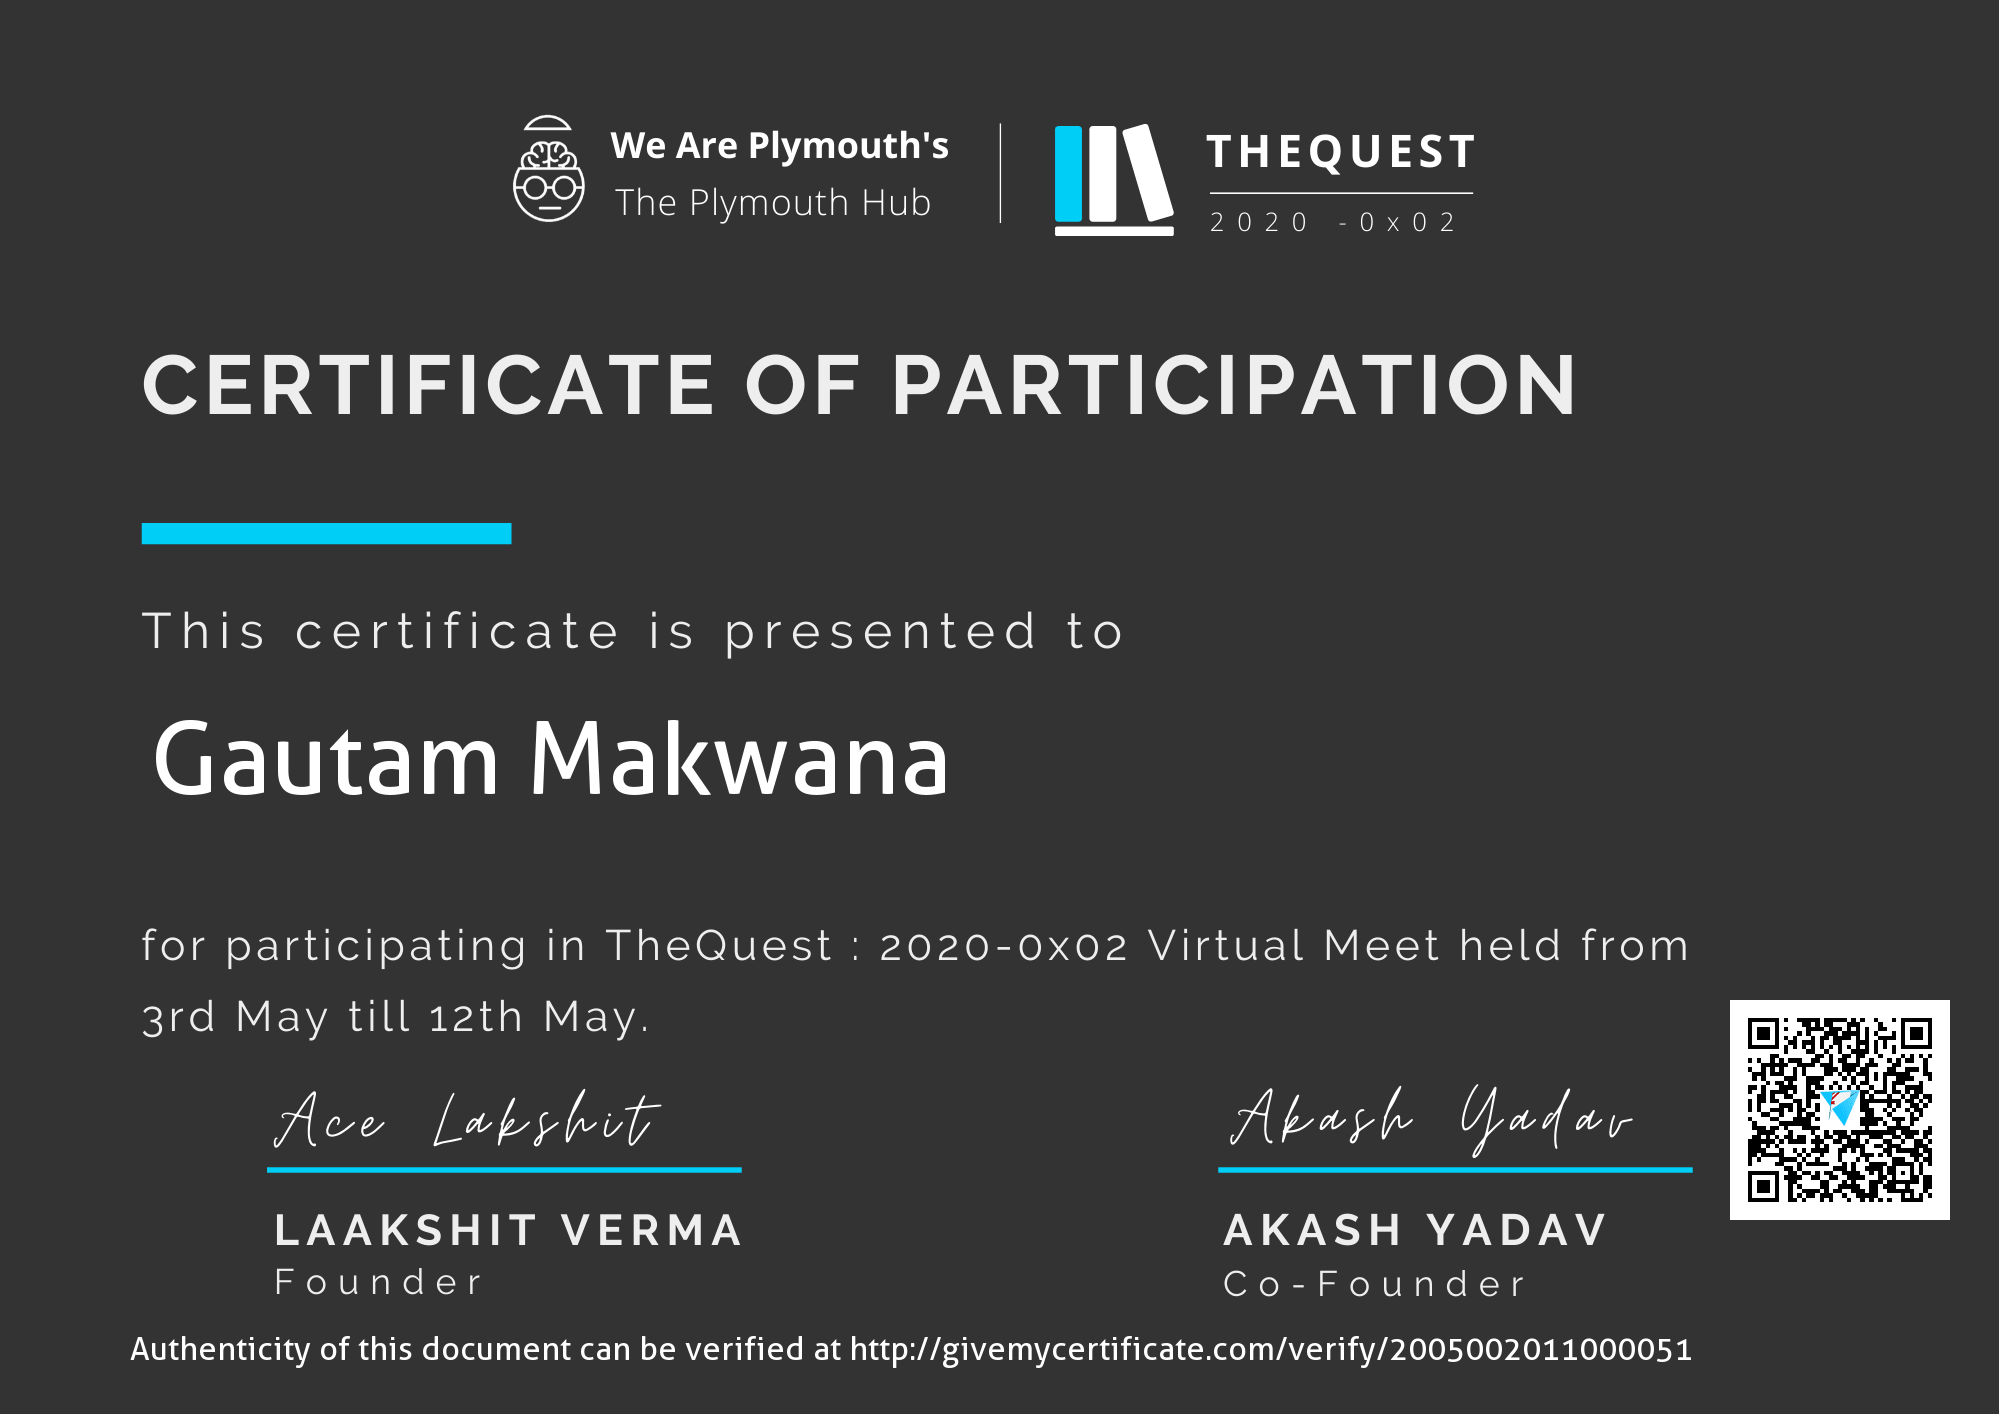 We Are Plymouth's
The Plymouth Hub
THEQUEST
2020 -0x02
CERTIFICATE OF PARTICIPATION
This certificate is presented to
Gautam Makwana
for participating in TheQuest : 2020-0x02 Virtual Meet held from
3rd May till 12th May.
Ace Lakshit
Akash Yadav
LAAKSHIT VERMA
Founder
AKASH YADAV
Co-Founder
Authenticity of this document can be verified at http://givemycertificate.com/verify/2005002011000051